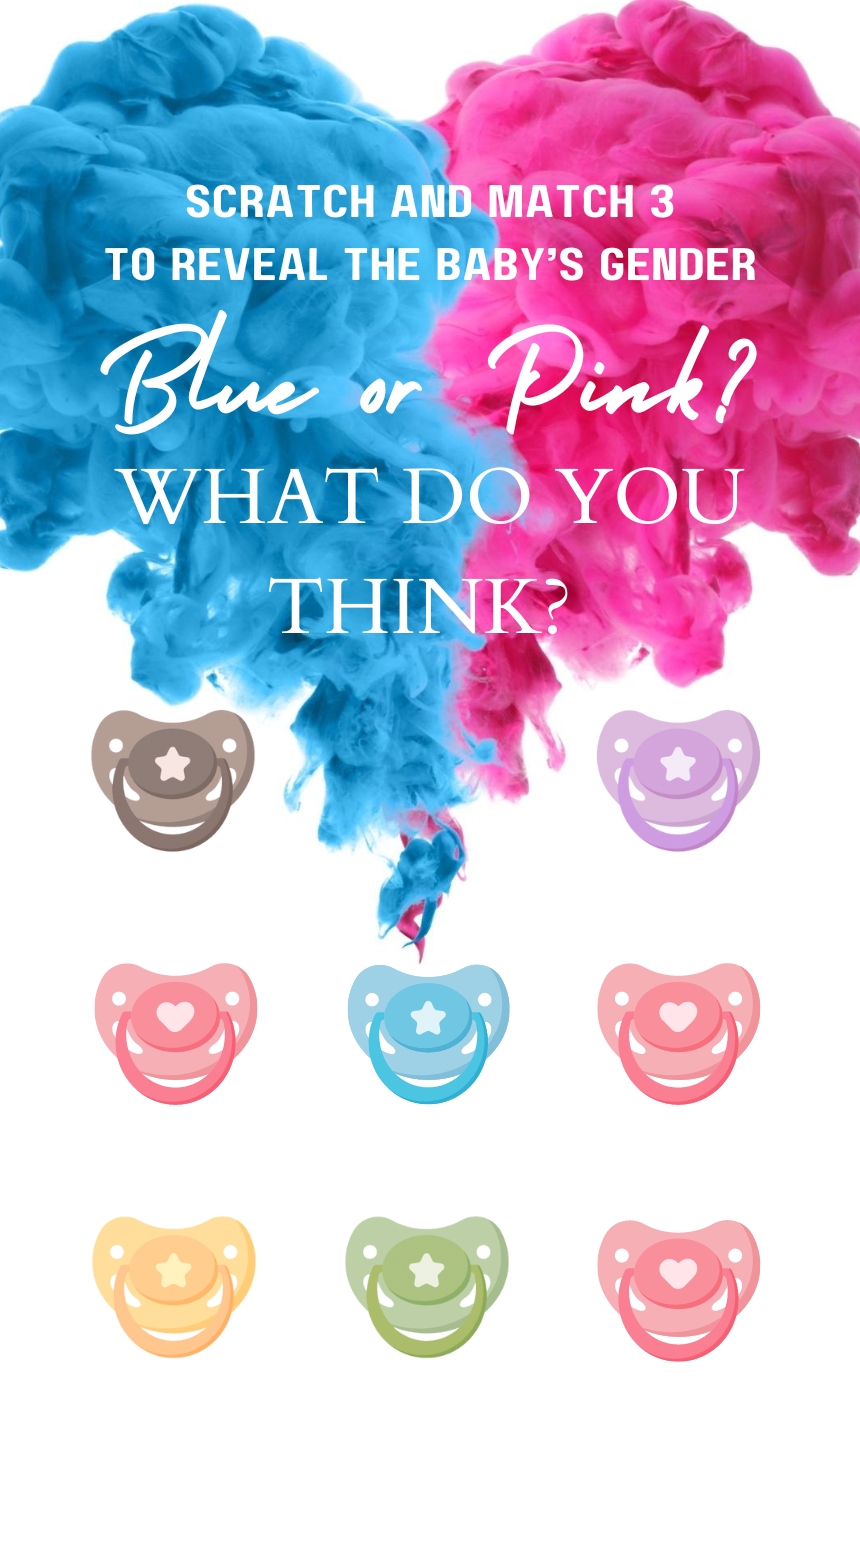 SCRATCH AND MATCH 3
TO REVEAL THE BABY'S GENDER
Blue or Pink?
WHAT DO YOU
THINK?